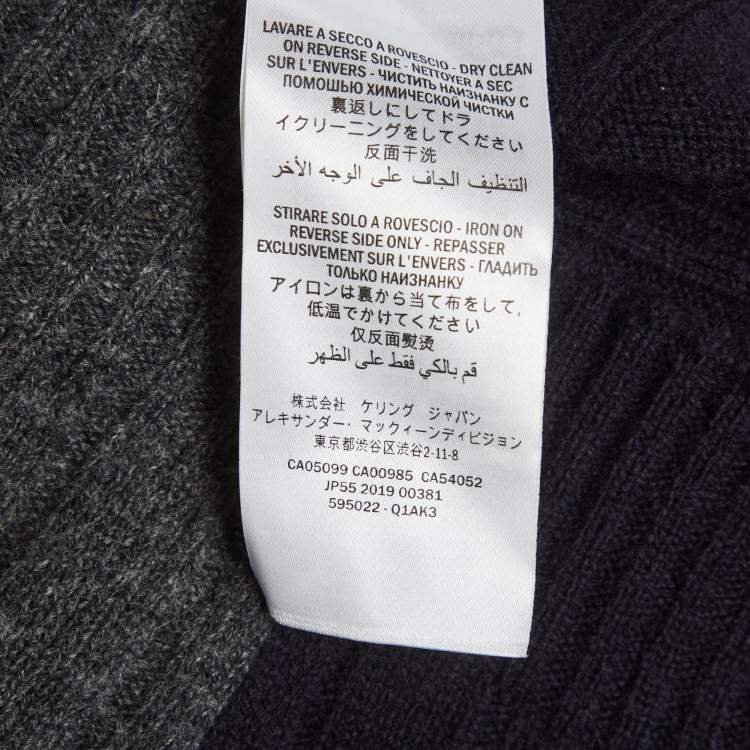 LAVARE A SECCO A ROVESCIO - DRY CLEAN
ON REVERSE SIDE - NETTOYER A SEC
SUR L'ENVERS - ЧИСТИТЬ НАИЗНАНКУ С
ПОМОЩЬЮ ХИМИЧЕСКОЙ ЧИСТКИ
裏返しにしてドラ
イクリーニングをしてください
反面干洗
التنظيف الجاف على الوجه الأخر
STIRARE SOLO A ROVESCIO - IRON ON
REVERSE SIDE ONLY - REPASSER
EXCLUSIVEMENT SUR L'ENVERS - ГЛАДИТЬ
ТОЛЬКО НАИЗНАНКУ
アイロンは裏から当て布をして,
低温でかけてください
仅反面熨烫
قم بالكي فقط على الظهر
株式会社 ケリング ジャパン
アレキサンダー・マックィーンディビジョン
東京都渋谷区渋谷2-11-8
CA05099 CA00985 CA54052
JP55 2019 00381
595022 - Q1AK3